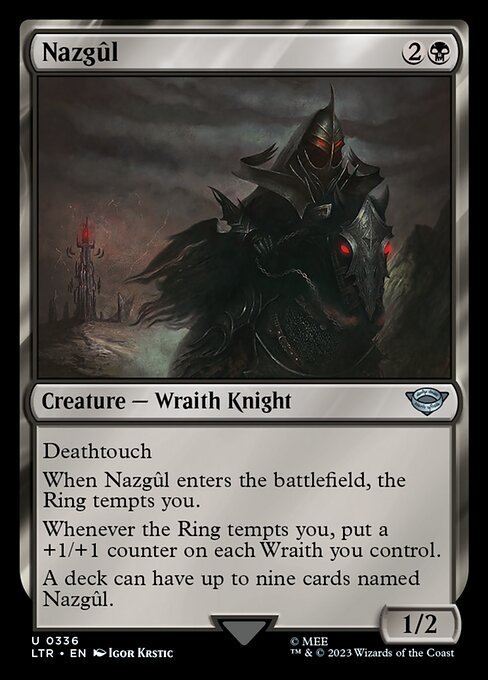 Nazgûl
2
Creature — Wraith Knight
Deathtouch
When Nazgûl enters the battlefield, the
Ring tempts you.
Whenever the Ring tempts you, put a
+1/+1 counter on each Wraith you control.
A deck can have up to nine cards named
Nazgûl.
1/2
U 0336
LTR • EN Igor Krstic
© MEE
™ & © 2023 Wizards of the Coast